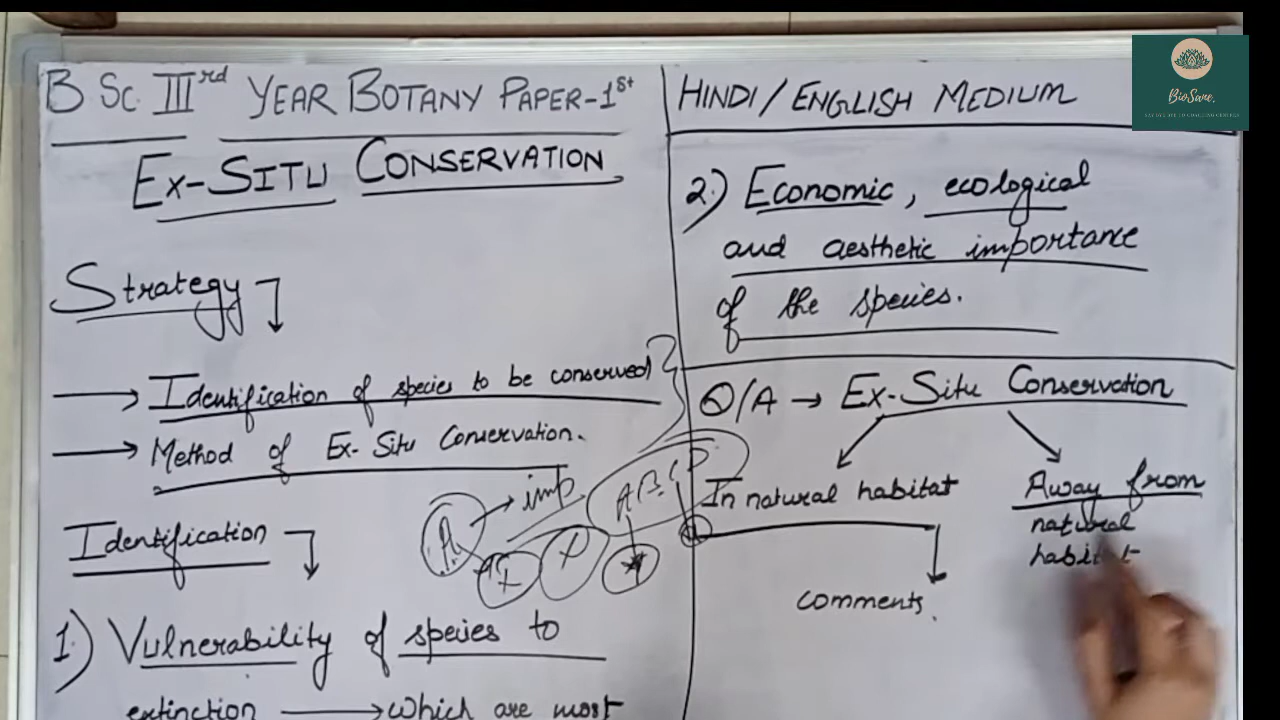 B Sc. IIIrd YEAR BOTANY PAPER-1st
EX-SITU CONSERVATION
Strategy
→ Identification of species to be conserved
→ Method of Ex-Situ Conservation.
A → imp
A B C D
Identification
1.) Vulnerability of species to
extinction → which are most
HINDI/ENGLISH MEDIUM
2.) Economic, ecological
and aesthetic importance
of the species.
Q/A → Ex-Situ Conservation
In natural habitat
comments.
Away from
natural
habitat
BioSane.